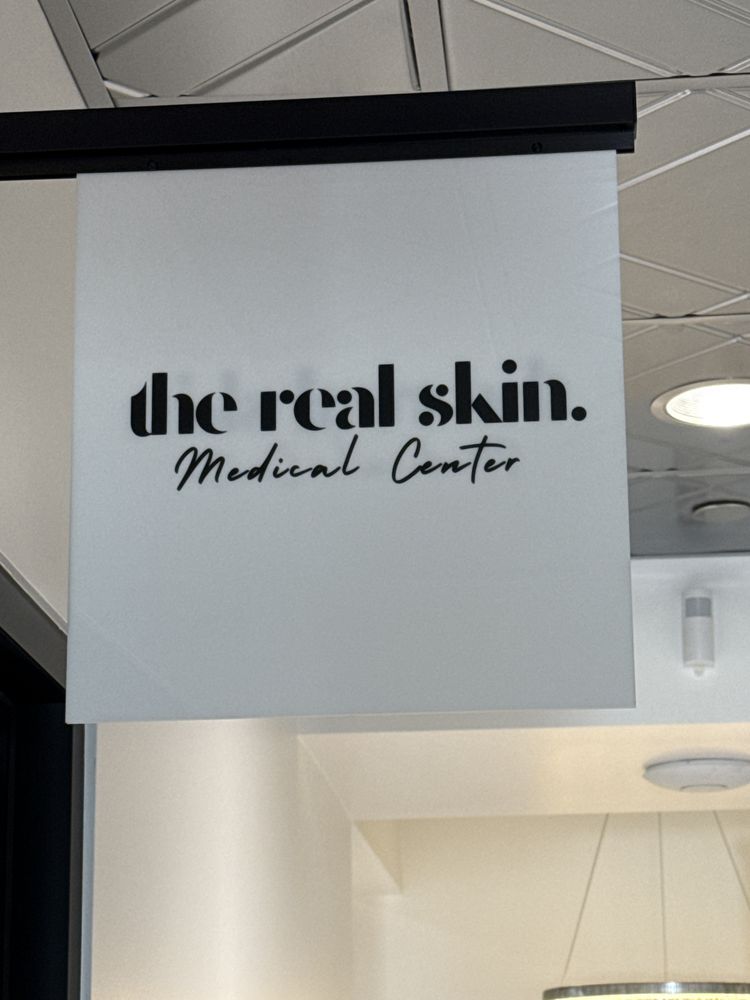 the real skin.
Medical Center